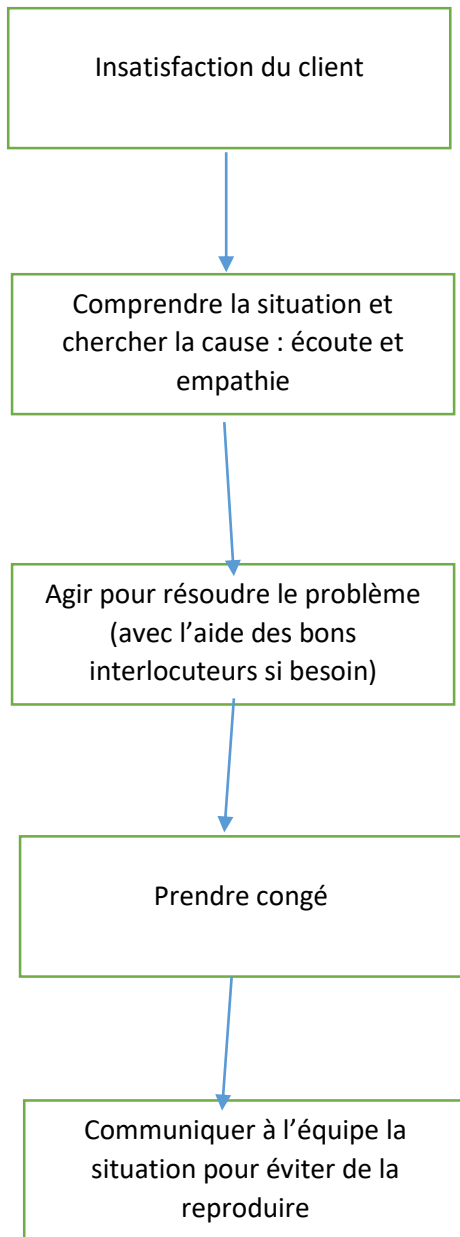 Insatisfaction du client
Comprendre la situation et
chercher la cause : écoute et
empathie
Agir pour résoudre le problème
(avec l’aide des bons
interlocuteurs si besoin)
Prendre congé
Communiquer à l’équipe la
situation pour éviter de la
reproduire